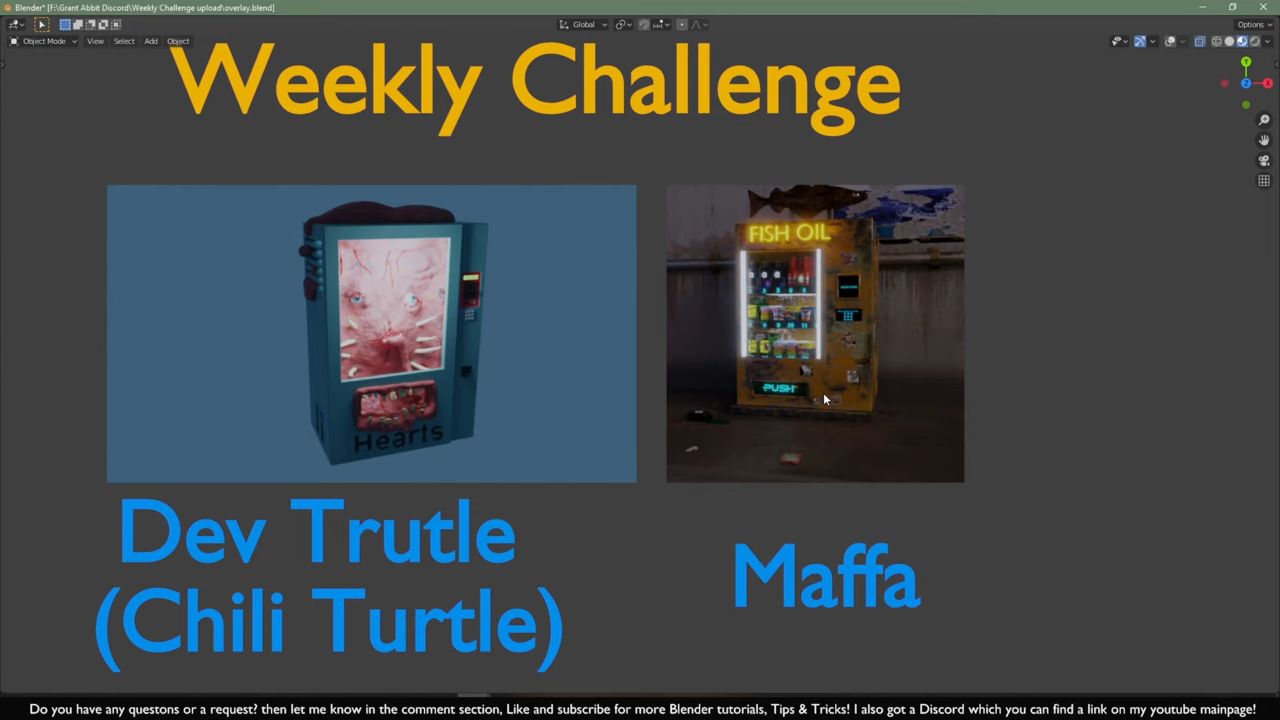 Blender* [F:\Grant Abbit Discord\Weekly Challenge upload\overlay.blend]
Global
Options
Object Mode View Select Add Object
Y
Z X
Weekly Challenge
FISH OIL
PUSH
Hearts
Dev Trutle
(Chili Turtle)
Maffa
Do you have any questons or a request? then let me know in the comment section, Like and subscribe for more Blender tutorials, Tips & Tricks! I also got a Discord which you can find a link on my youtube mainpage!